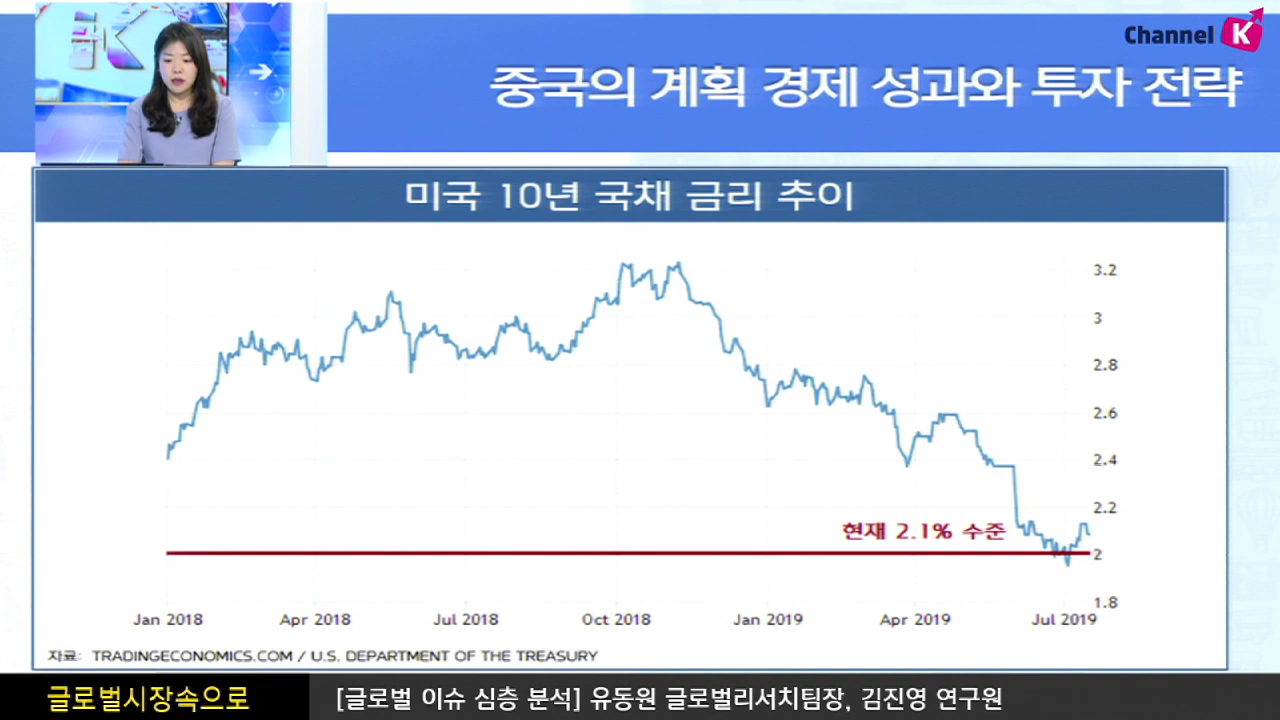 Channel K
중국의 계획 경제 성과와 투자 전략
미국 10년 국채 금리 추이
3.2
3
2.8
2.6
2.4
2.2
현재 2.1% 수준
2
1.8
Jan 2018 Apr 2018 Jul 2018 Oct 2018 Jan 2019 Apr 2019 Jul 2019
자료: TRADINGECONOMICS.COM / U.S. DEPARTMENT OF THE TREASURY
글로벌시장속으로 [글로벌 이슈 심층 분석] 유동원 글로벌리서치팀장, 김진영 연구원